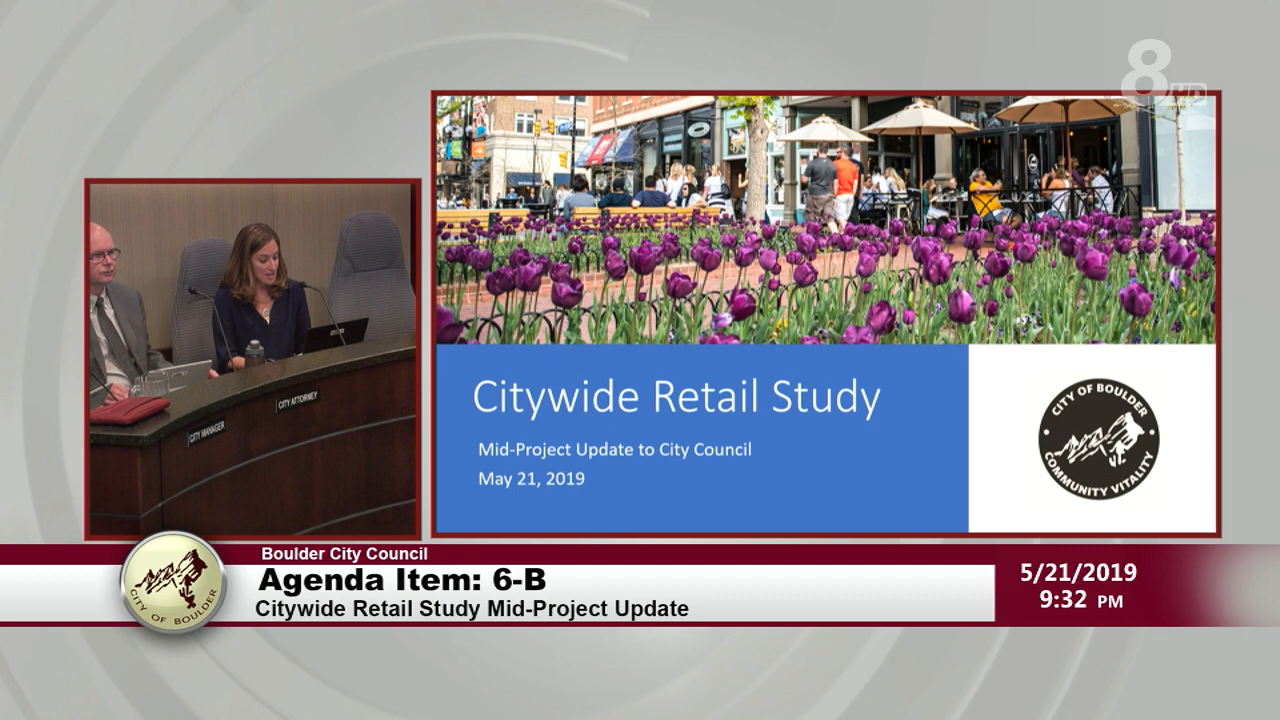 8
HD
CITY MANAGER
CITY ATTORNEY
Citywide Retail Study
Mid-Project Update to City Council
May 21, 2019
CITY OF BOULDER
COMMUNITY VITALITY
Boulder City Council
Agenda Item: 6-B
Citywide Retail Study Mid-Project Update
CITY OF BOULDER
5/21/2019
9:32 PM